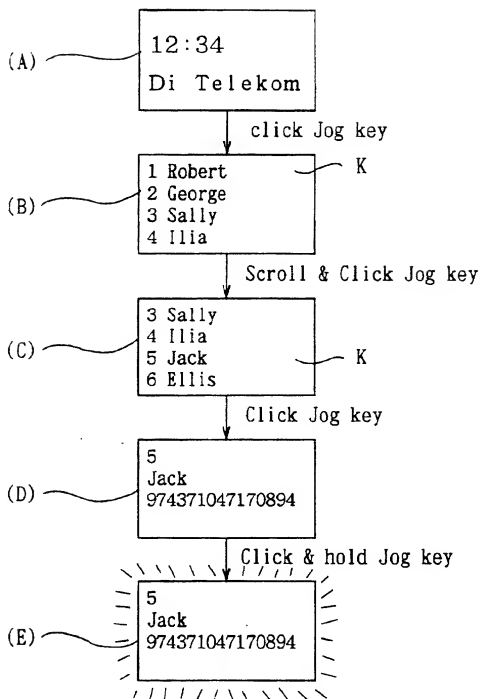 (A)
12:34
Di Telekom
click Jog key
(B)
1 Robert
K
2 George
3 Sally
4 Ilia
Scroll & Click Jog key
(C)
3 Sally
4 Ilia
5 Jack
K
6 Ellis
Click Jog key
(D)
5
Jack
974371047170894
Click & hold Jog key
(E)
5
Jack
974371047170894